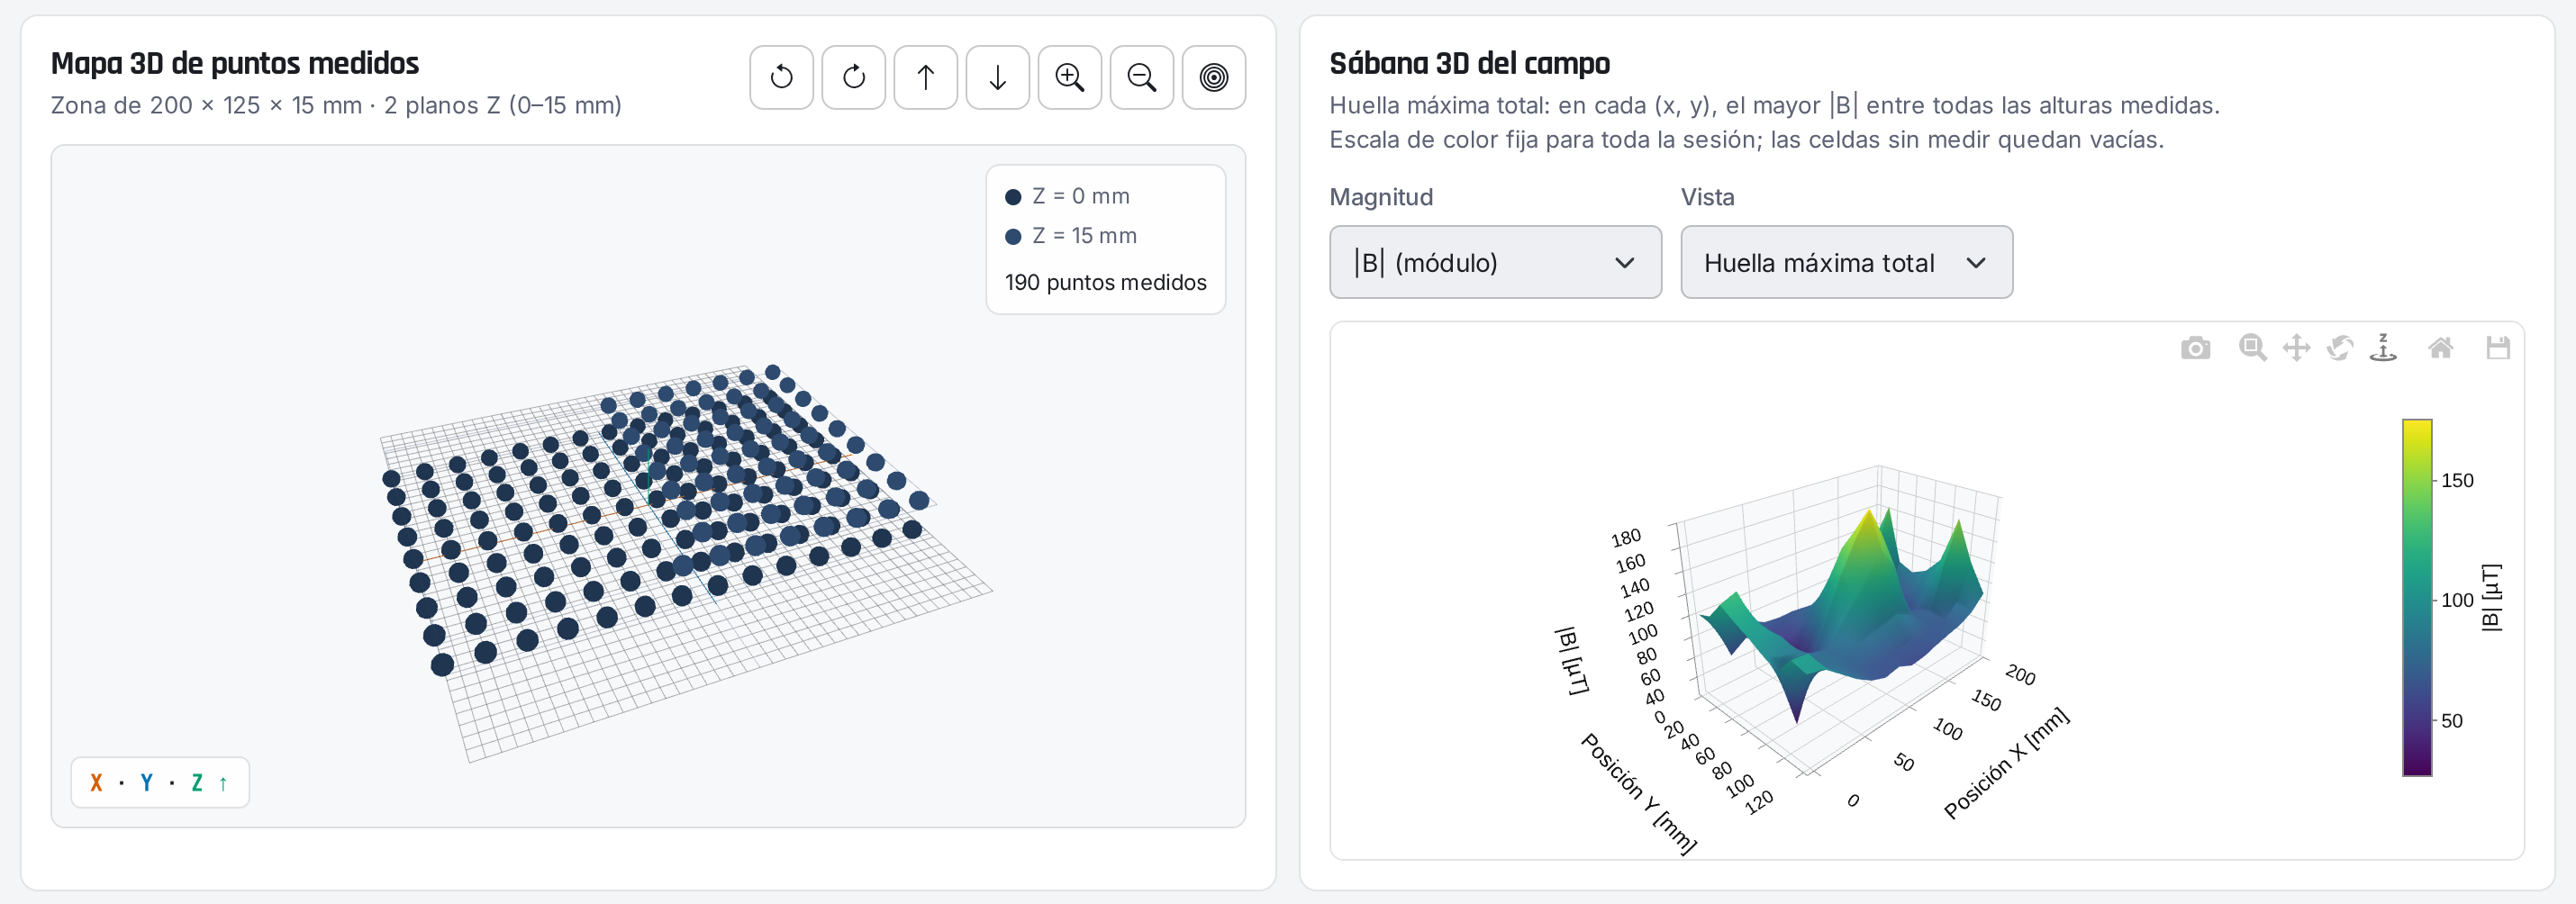 Mapa 3D de puntos medidos
Zona de 200 × 125 × 15 mm · 2 planos Z (0–15 mm)
Z = 0 mm
Z = 15 mm
190 puntos medidos
X · Y · Z ↑
Sábana 3D del campo
Huella máxima total: en cada (x, y), el mayor |B| entre todas las alturas medidas.
Escala de color fija para toda la sesión; las celdas sin medir quedan vacías.
Magnitud
Vista
|B| (módulo)
Huella máxima total
Z
180
160
140
120
100
80
60
40
|B| [µT]
0
20
40
60
80
100
120
Posición Y [mm]
0
50
100
150
200
Posición X [mm]
150
100
50
|B| [µT]